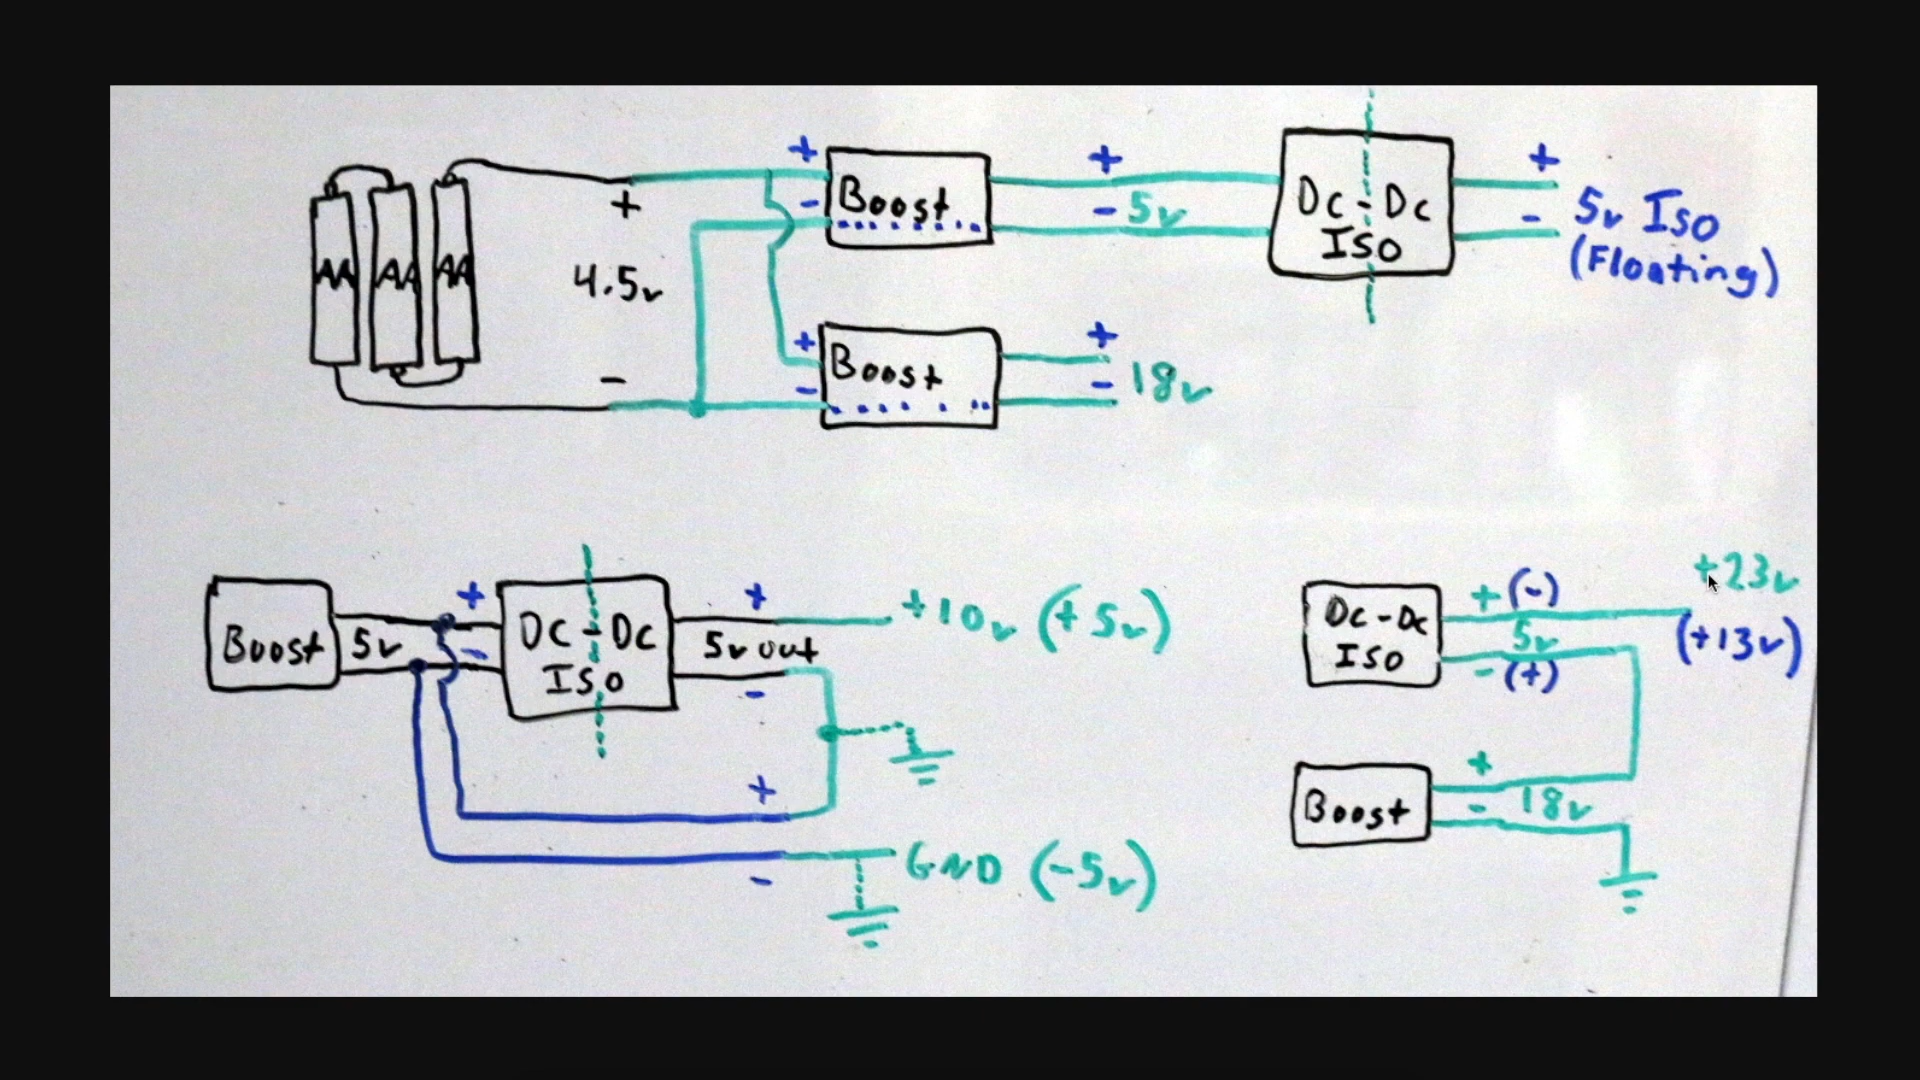 +
+
+
Boost
-
-
5v
Dc-Dc
ISO
-
5v Iso
(Floating)
+
AA
AA
AA
4.5v
-
+
Boost
-
+
-
18v
Boost
5v
+
-
DC-DC
ISO
+
5v out
-
+10v (+5v)
+
-
GND (-5v)
Dc-Dc
ISO
+ (-)
5v
- (+)
+23v
(+13v)
Boost
+
-
18v